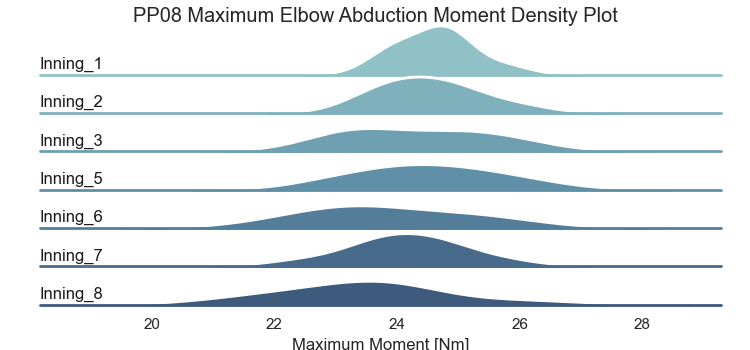 PP08 Maximum Elbow Abduction Moment Density Plot
Inning_1
Inning_2
Inning_3
Inning_5
Inning_6
Inning_7
Inning_8
20 22 24 26 28
Maximum Moment [Nm]